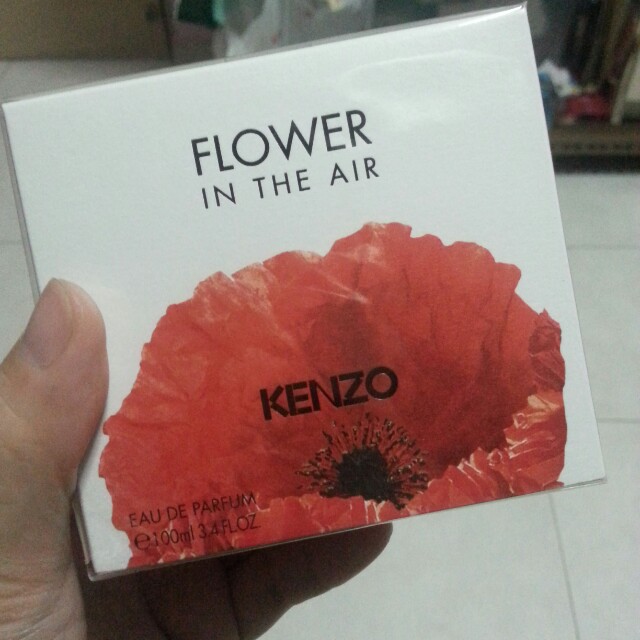 FLOWER
IN THE AIR
KENZO
EAU DE PARFUM
℮100ml 3.4 FL.OZ